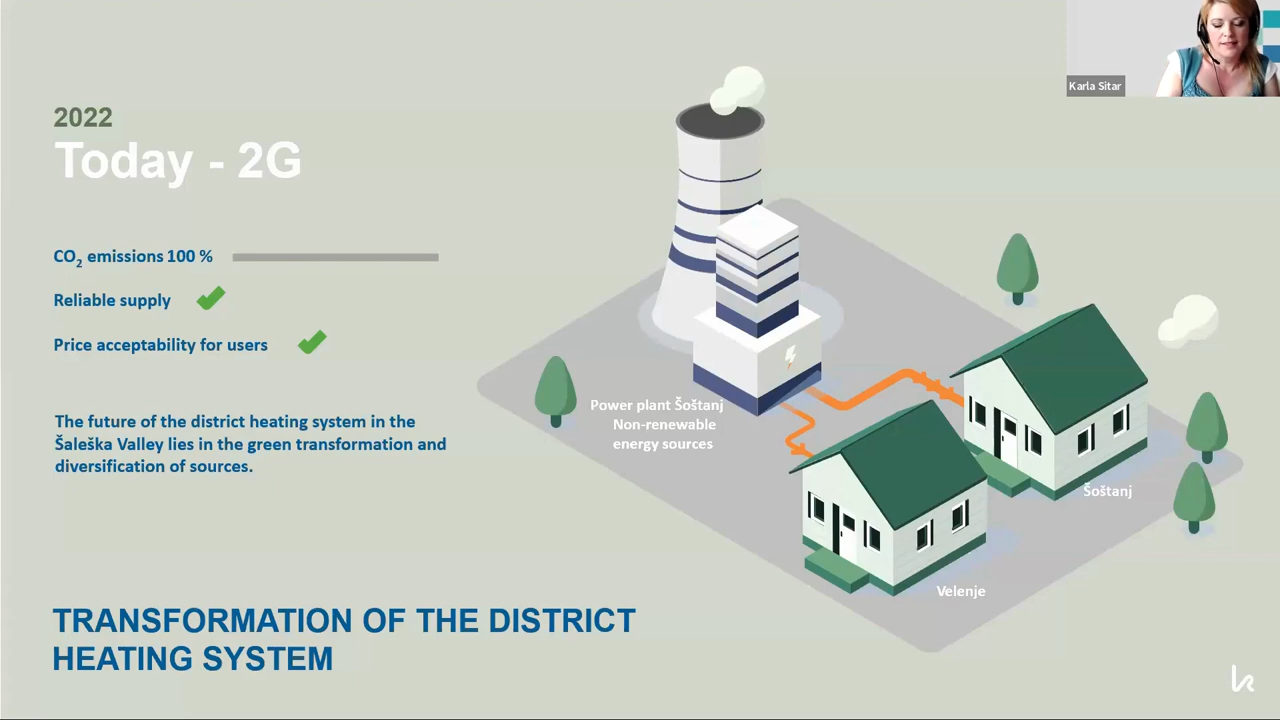 Karla Sitar
2022
Today - 2G
CO₂ emissions 100 %
Reliable supply
Price acceptability for users
The future of the district heating system in the
Šaleška Valley lies in the green transformation and
diversification of sources.
Power plant Šoštanj
Non-renewable
energy sources
Šoštanj
Velenje
TRANSFORMATION OF THE DISTRICT
HEATING SYSTEM